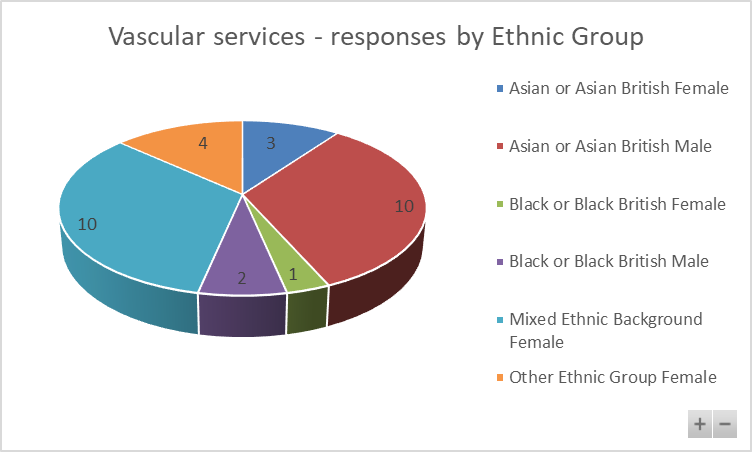 Vascular services - responses by Ethnic Group
4
3
10
10
2
1
Asian or Asian British Female
Asian or Asian British Male
Black or Black British Female
Black or Black British Male
Mixed Ethnic Background
Female
Other Ethnic Group Female
+ −